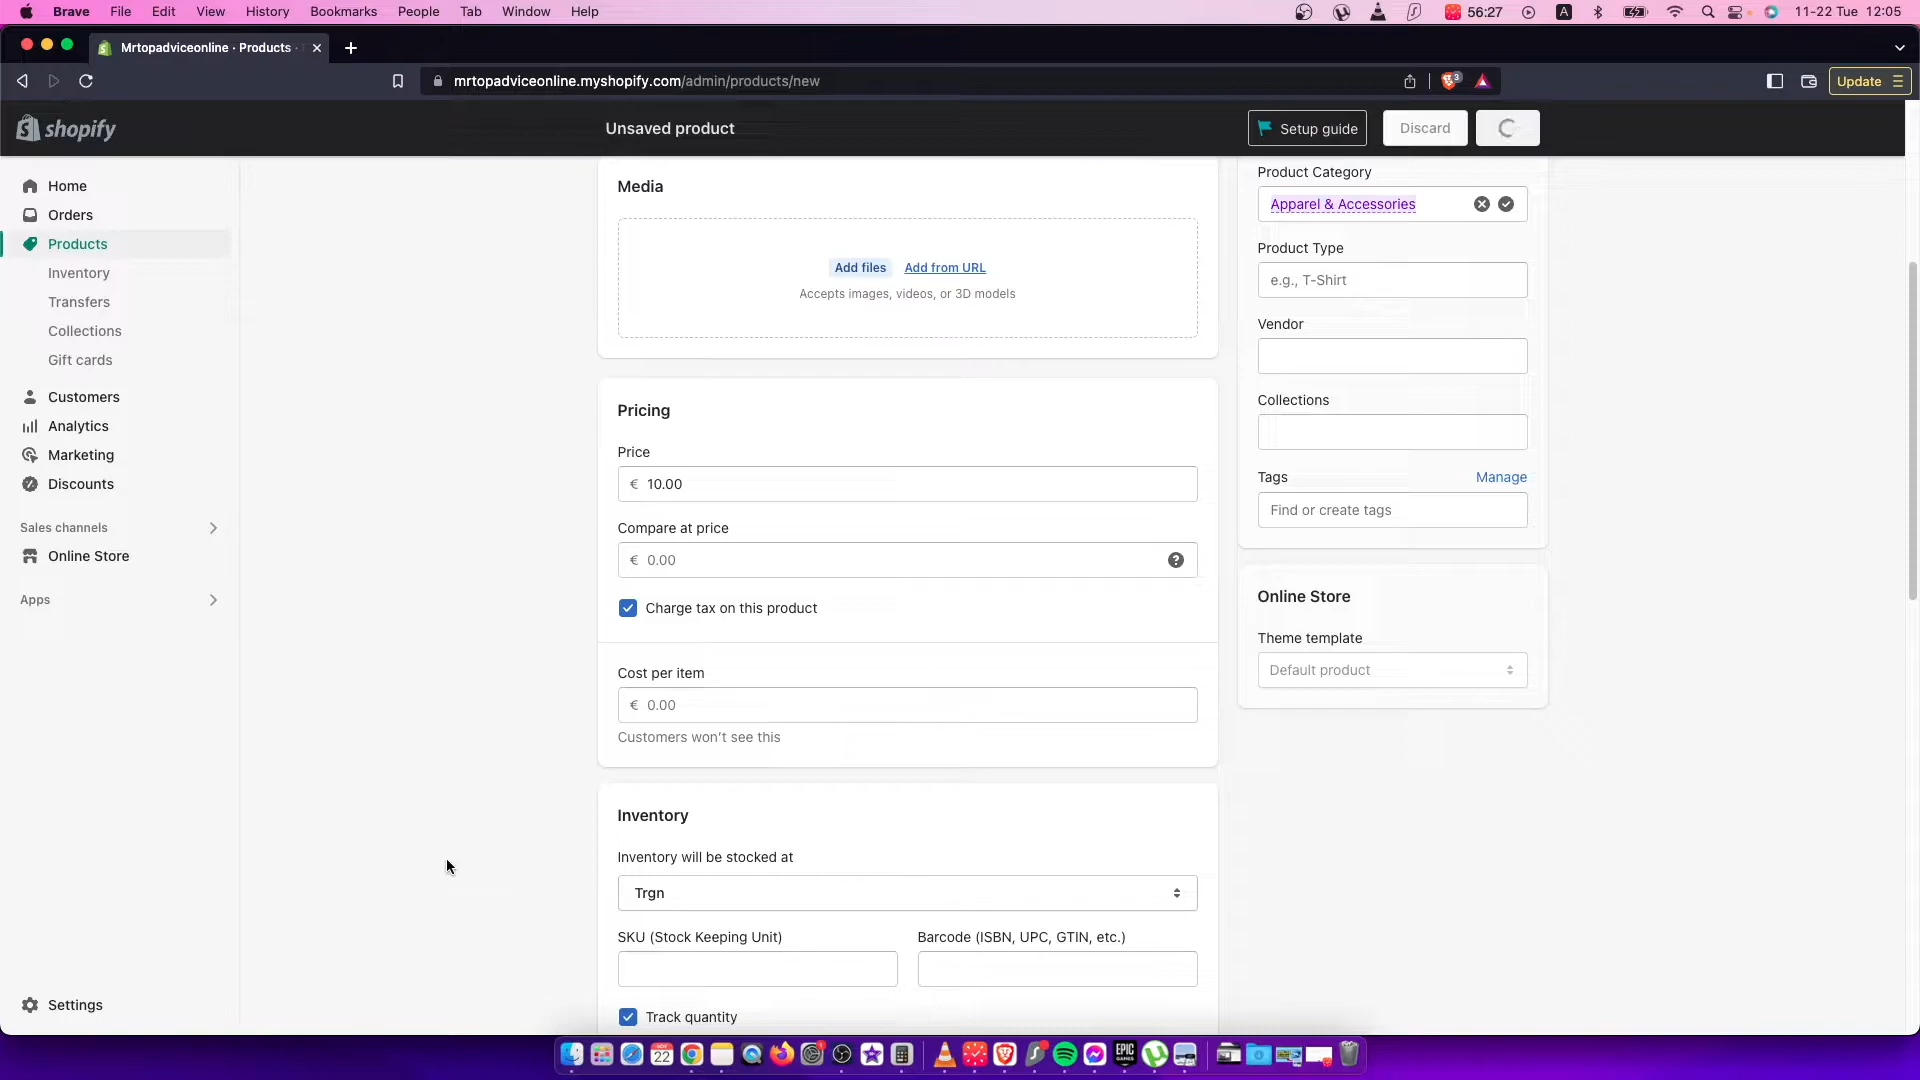 Brave File Edit View History Bookmarks People Tab Window Help 56:27 A 11-22 Tue 12:05
Mrtopadviceonline · Products ·
mrtopadviceonline.myshopify.com/admin/products/new
3
Update
shopify
Unsaved product
Setup guide
Discard
Home
Orders
Products
Inventory
Transfers
Collections
Gift cards
Customers
Analytics
Marketing
Discounts
Sales channels
Online Store
Apps
Settings
Media
Add files Add from URL
Accepts images, videos, or 3D models
Pricing
Price
€ 10.00
Compare at price
€ 0.00
Charge tax on this product
Cost per item
€ 0.00
Customers won't see this
Inventory
Inventory will be stocked at
Trgn
SKU (Stock Keeping Unit) Barcode (ISBN, UPC, GTIN, etc.)
Track quantity
Product Category
Apparel & Accessories
Product Type
e.g., T-Shirt
Vendor
Collections
Tags Manage
Find or create tags
Online Store
Theme template
Default product
22
EPIC